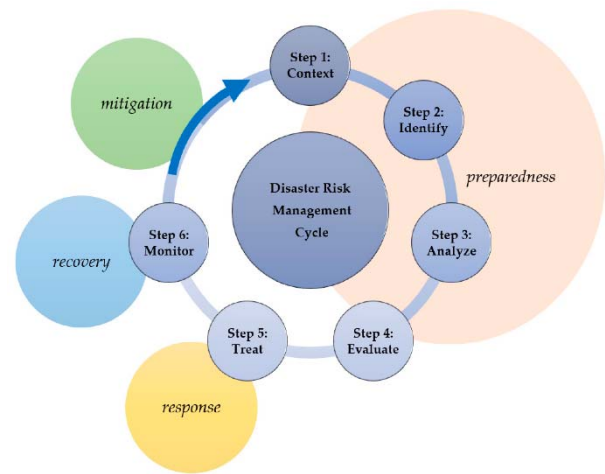 Step 1:
Context
Step 2:
Identify
mitigation
preparedness
Disaster Risk
Management
Cycle
Step 3:
Analyze
Step 6:
Monitor
recovery
Step 4:
Evaluate
Step 5:
Treat
response